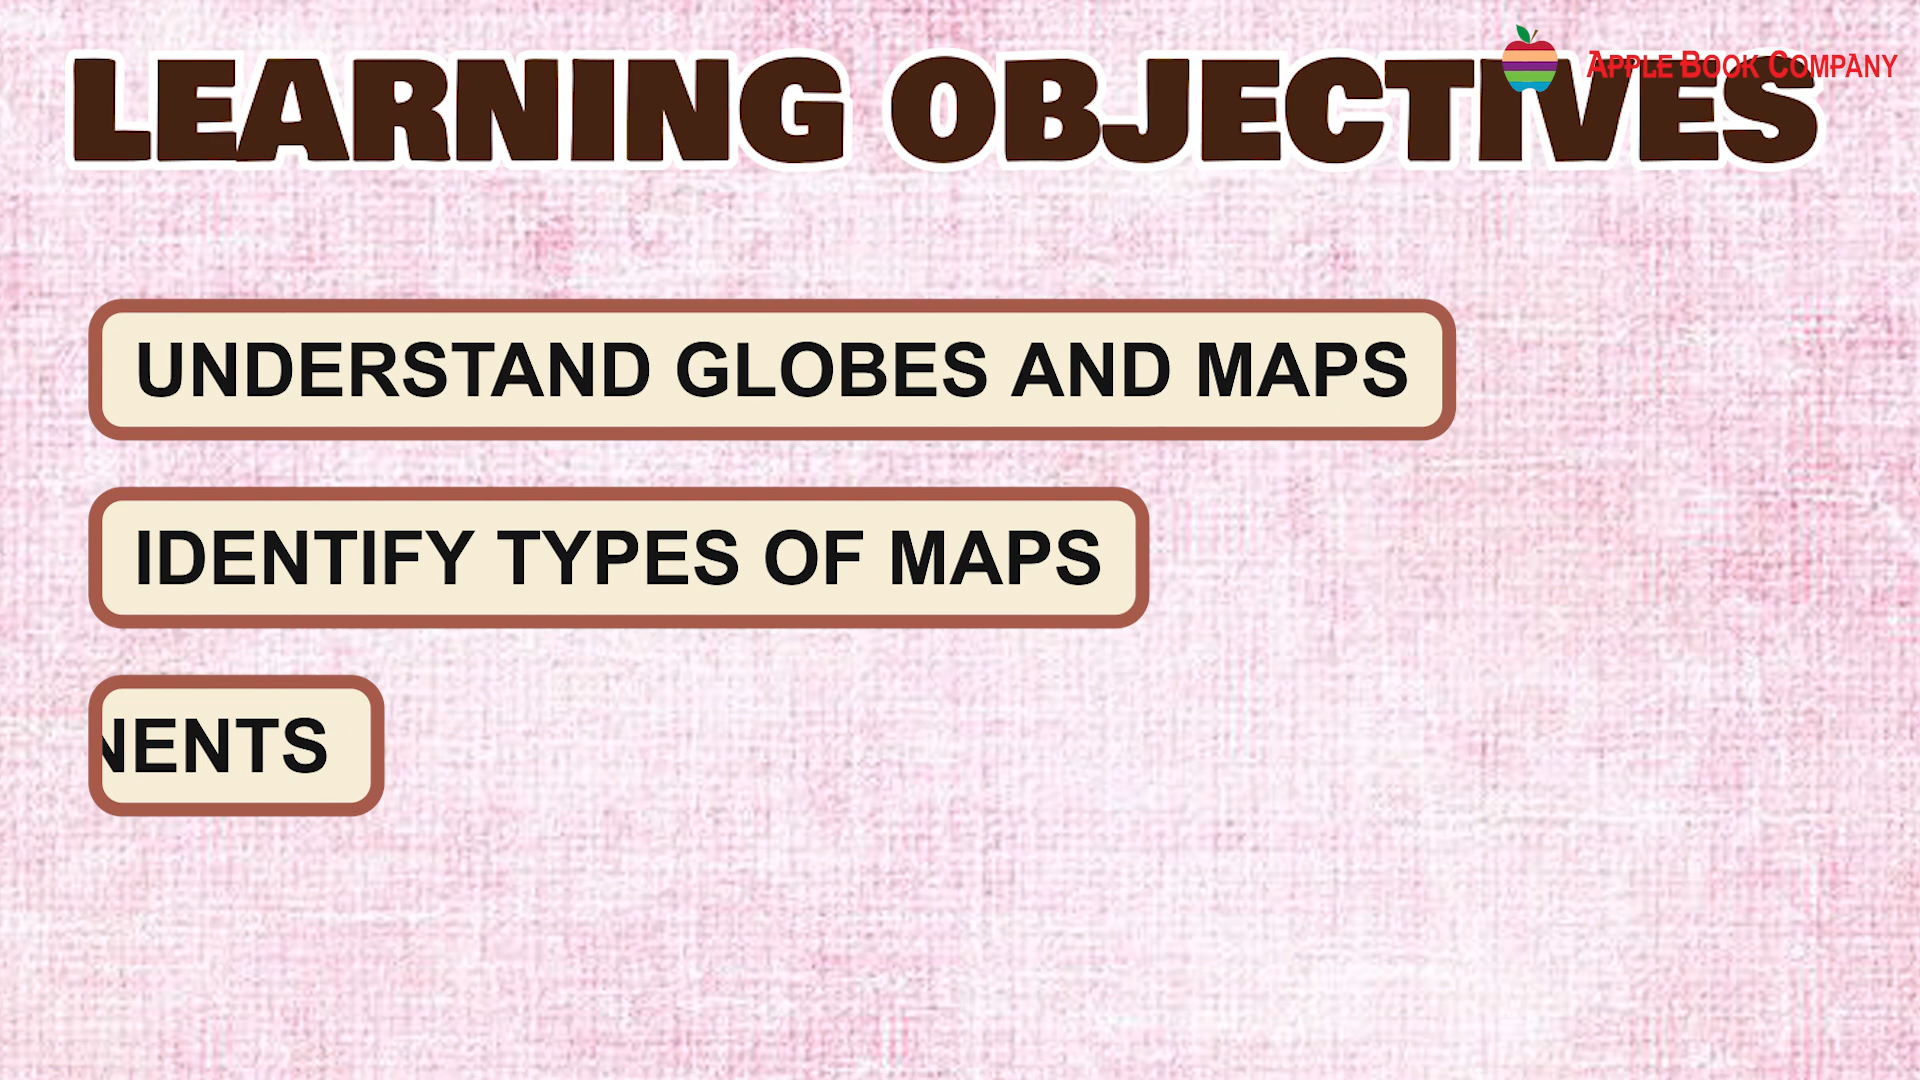 LEARNING OBJECTIVES
APPLE BOOK COMPANY
UNDERSTAND GLOBES AND MAPS
IDENTIFY TYPES OF MAPS
NENTS